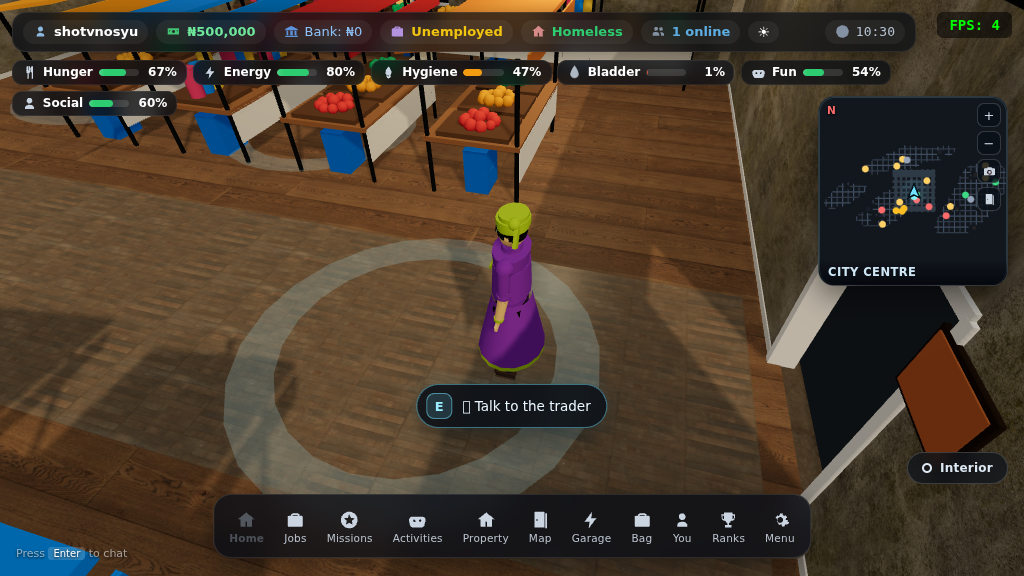 shotvnosyu ₦500,000 Bank: ₦0 Unemployed Homeless 1 online 10:30
FPS: 4
Hunger 67% Energy 80% Hygiene 47% Bladder 1% Fun 54%
Social 60%
N
+
−
CITY CENTRE
E Talk to the trader
Interior
Home Jobs Missions Activities Property Map Garage Bag You Ranks Menu
Press Enter to chat